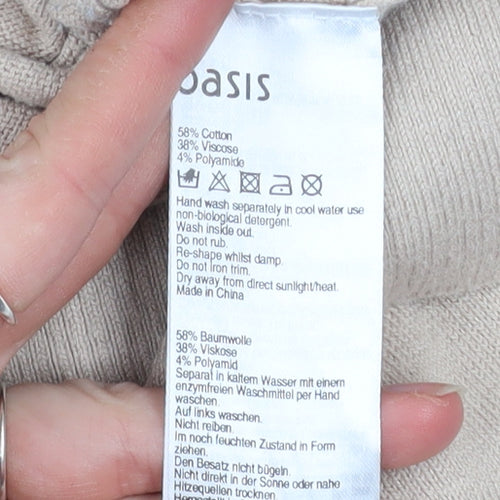 oasis
58% Cotton
38% Viscose
4% Polyamide
Hand wash separately in cool water use
non-biological detergent.
Wash inside out.
Do not rub.
Re-shape whilst damp.
Do not iron trim.
Dry away from direct sunlight/heat.
Made in China
58% Baumwolle
38% Viskose
4% Polyamid
Separat in kaltem Wasser mit einem
enzymfreien Waschmittel per Hand
waschen.
Auf links waschen.
Nicht reiben.
Im noch feuchten Zustand in Form
ziehen.
Den Besatz nicht bügeln.
Nicht direkt in der Sonne oder nahe
Hitzequellen trocknen.